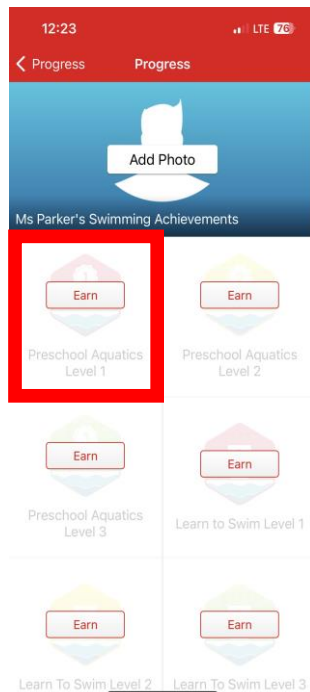 12:23 LTE 76
Progress Progress
Add Photo
Ms Parker's Swimming Achievements
Earn Earn
Preschool Aquatics Preschool Aquatics
Level 1 Level 2
Earn Earn
Preschool Aquatics
Level 3
Learn to Swim Level 1
Earn Earn
Learn To Swim Level 2 Learn To Swim Level 3